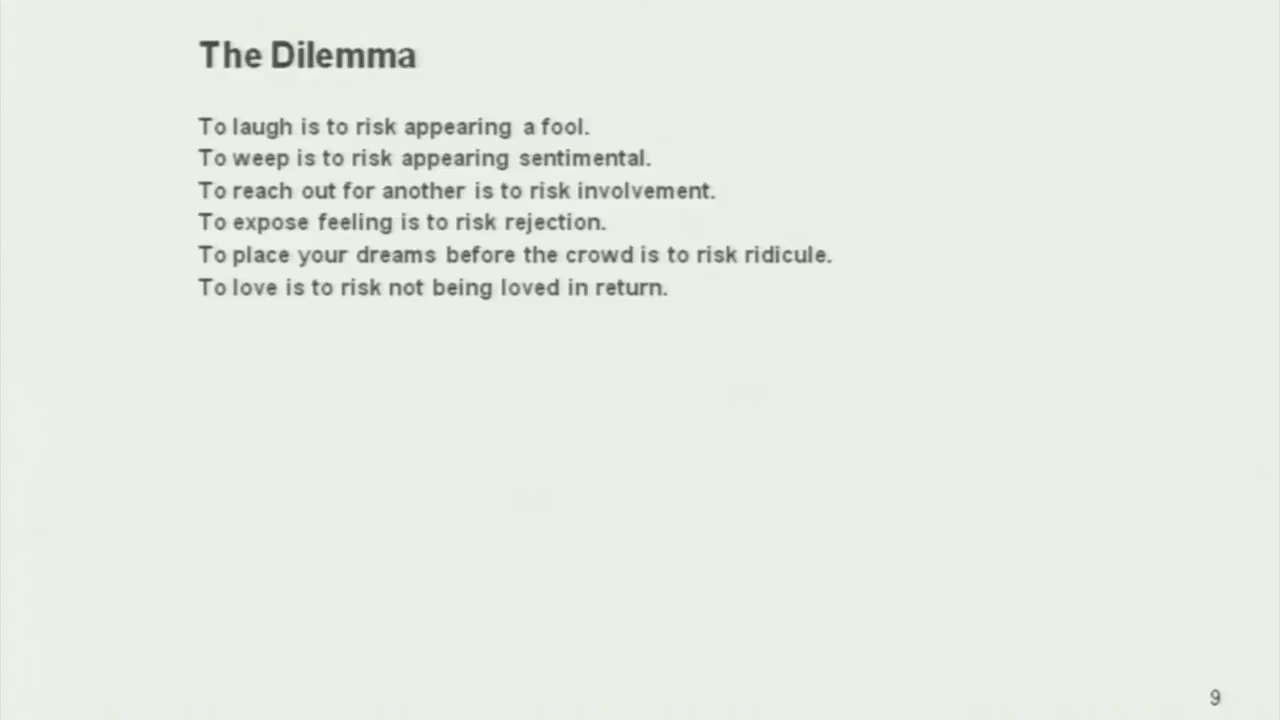 The Dilemma
To laugh is to risk appearing a fool.
To weep is to risk appearing sentimental.
To reach out for another is to risk involvement.
To expose feeling is to risk rejection.
To place your dreams before the crowd is to risk ridicule.
To love is to risk not being loved in return.
9